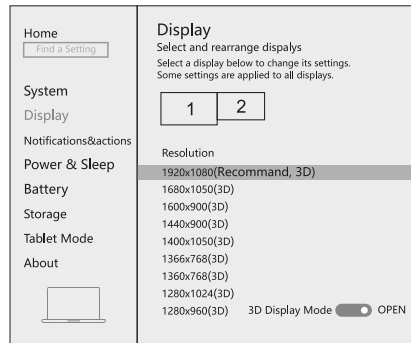 Home
Find a Setting
System
Display
Notifications&actions
Power & Sleep
Battery
Storage
Tablet Mode
About
Display
Select and rearrange dispalys
Select a display below to change its settings.
Some settings are applied to all displays.
1
2
Resolution
1920x1080(Recommand, 3D)
1680x1050(3D)
1600x900(3D)
1440x900(3D)
1400x1050(3D)
1366x768(3D)
1360x768(3D)
1280x1024(3D)
1280x960(3D)
3D Display Mode OPEN